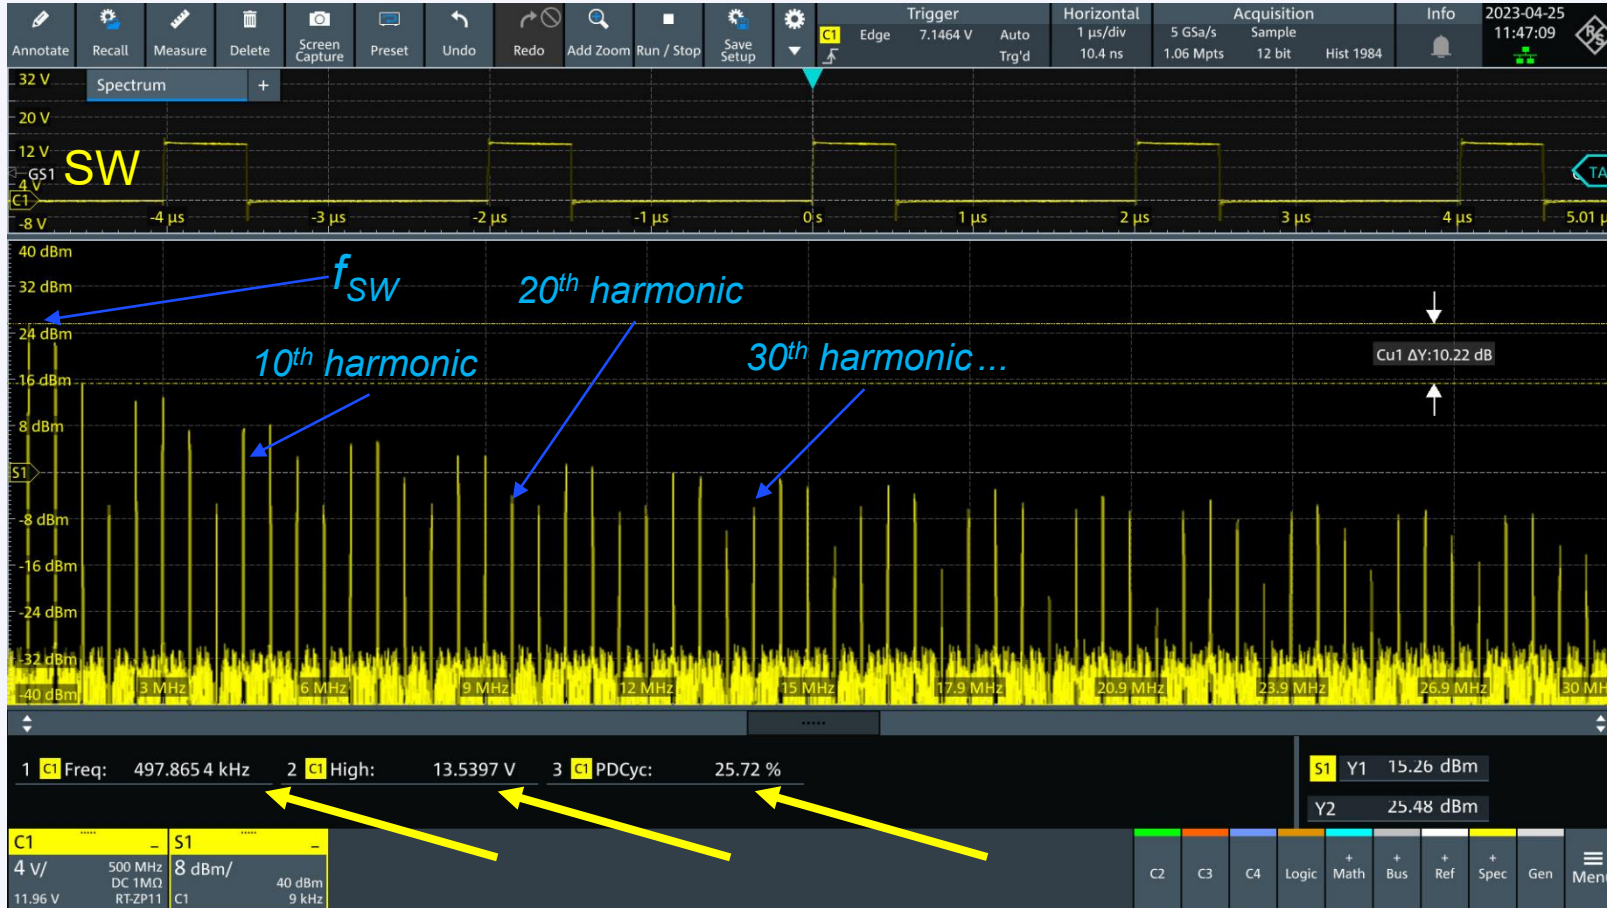 Annotate Recall Measure Delete Screen Capture Preset Undo Redo Add Zoom Run / Stop Save Setup
Trigger Horizontal Acquisition Info 2023-04-25
C1 Edge 7.1464 V Auto 1 µs/div 5 GSa/s Sample 11:47:09
Trg'd 10.4 ns 1.06 Mpts 12 bit Hist 1984
R&S
32 V Spectrum +
20 V
12 V SW
GS1 TA
4 V
C1
-8 V -4 µs -3 µs -2 µs -1 µs 0 s 1 µs 2 µs 3 µs 4 µs 5.01 µ
40 dBm
fSW 20th harmonic
32 dBm
24 dBm
10th harmonic 30th harmonic...
Cu1 ΔY:10.22 dB
16 dBm
8 dBm
S1
-8 dBm
-16 dBm
-24 dBm
-32 dBm
-40 dBm 3 MHz 6 MHz 9 MHz 12 MHz 15 MHz 17.9 MHz 20.9 MHz 23.9 MHz 26.9 MHz 30 MH
1 C1 Freq: 497.8654 kHz 2 C1 High: 13.5397 V 3 C1 PDCyc: 25.72 %
S1 Y1 15.26 dBm
Y2 25.48 dBm
C1 S1
4 V/ 500 MHz 8 dBm/
DC 1MΩ 40 dBm
11.96 V RT-ZP11 C1 9 kHz
C2 C3 C4 Logic + Math + Bus + Ref + Spec Gen Menu